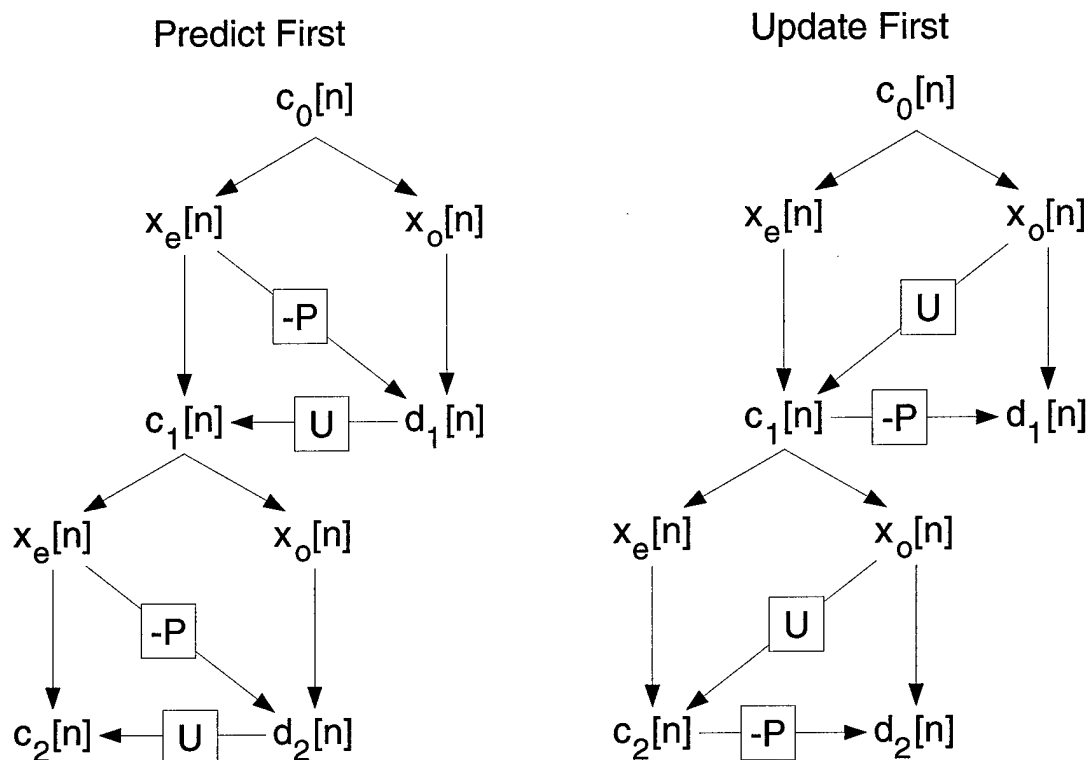 Predict First
c₀[n]
xₑ[n]
xₒ[n]
-P
c₁[n]
U
d₁[n]
xₑ[n]
xₒ[n]
-P
c₂[n]
U
d₂[n]
Update First
c₀[n]
xₑ[n]
xₒ[n]
U
c₁[n]
-P
d₁[n]
xₑ[n]
xₒ[n]
U
c₂[n]
-P
d₂[n]